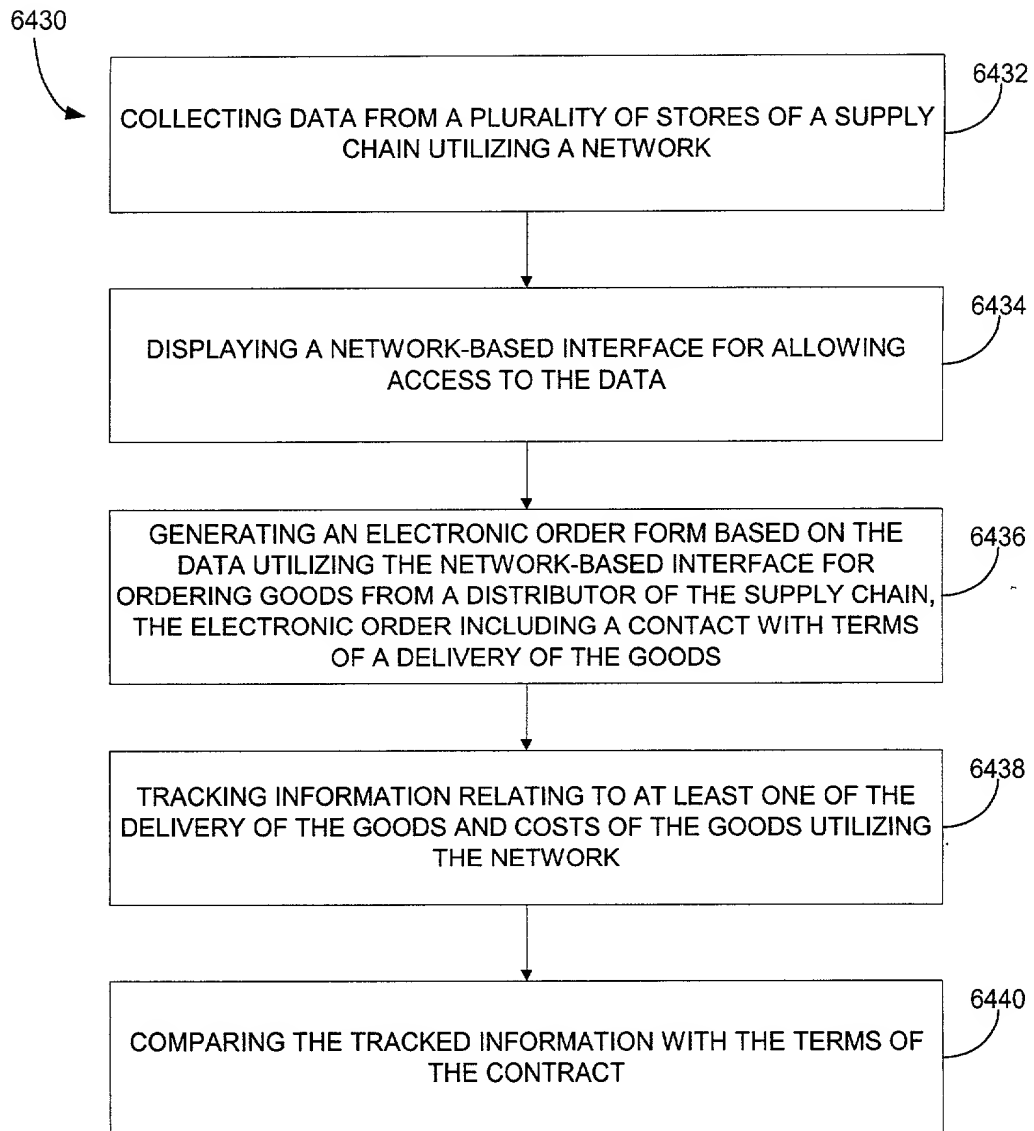 6430
6432
COLLECTING DATA FROM A PLURALITY OF STORES OF A SUPPLY
CHAIN UTILIZING A NETWORK
6434
DISPLAYING A NETWORK-BASED INTERFACE FOR ALLOWING
ACCESS TO THE DATA
6436
GENERATING AN ELECTRONIC ORDER FORM BASED ON THE
DATA UTILIZING THE NETWORK-BASED INTERFACE FOR
ORDERING GOODS FROM A DISTRIBUTOR OF THE SUPPLY CHAIN,
THE ELECTRONIC ORDER INCLUDING A CONTACT WITH TERMS
OF A DELIVERY OF THE GOODS
6438
TRACKING INFORMATION RELATING TO AT LEAST ONE OF THE
DELIVERY OF THE GOODS AND COSTS OF THE GOODS UTILIZING
THE NETWORK
6440
COMPARING THE TRACKED INFORMATION WITH THE TERMS OF
THE CONTRACT